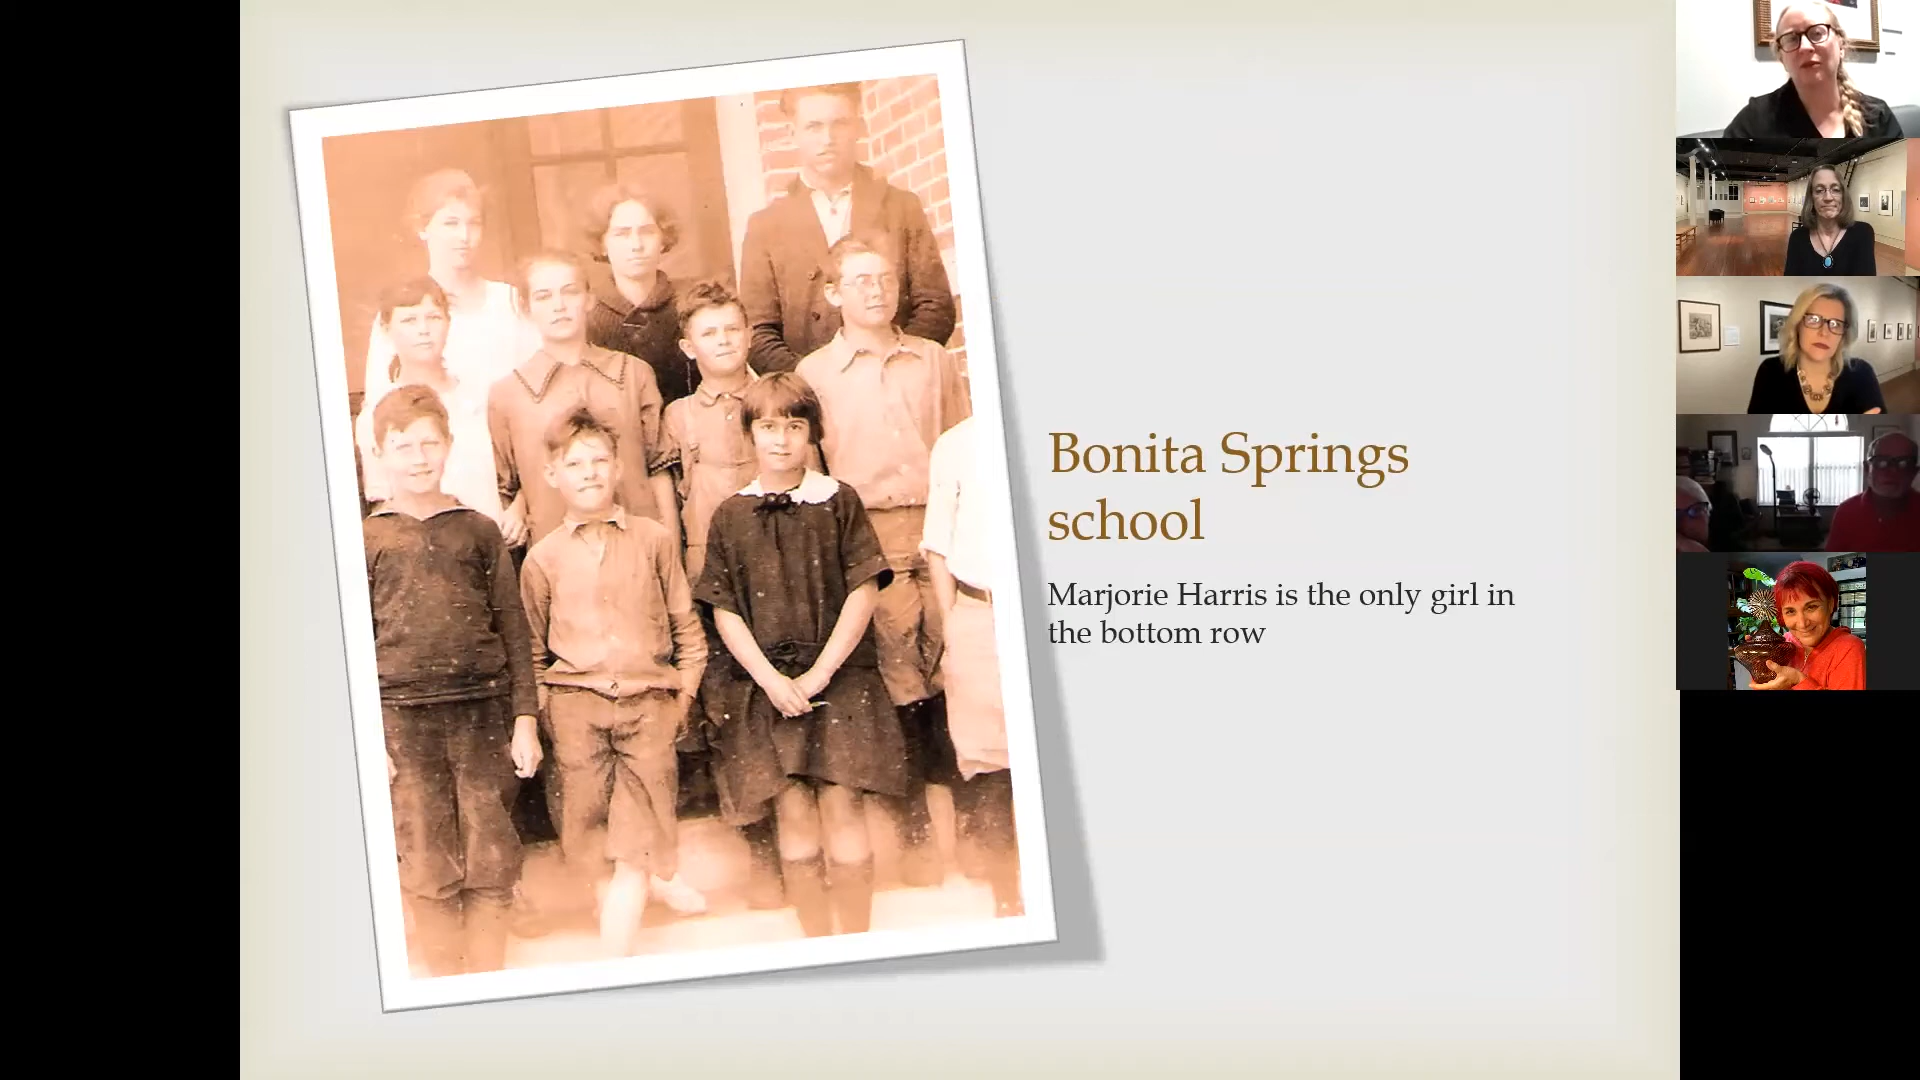 Bonita Springs
school
Marjorie Harris is the only girl in
the bottom row